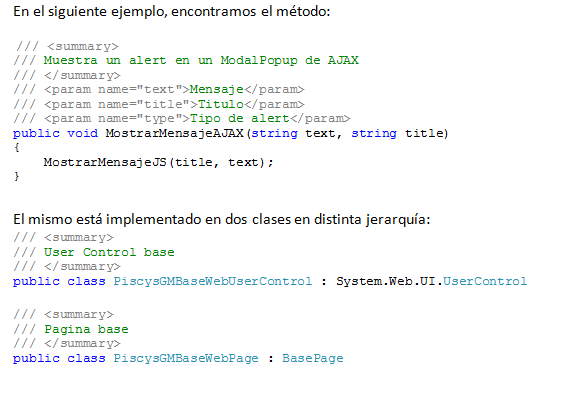 En el siguiente ejemplo, encontramos el método:
/// <summary>
/// Muestra un alert en un ModalPopup de AJAX
/// </summary>
/// <param name="text">Mensaje</param>
/// <param name="title">Titulo</param>
/// <param name="type">Tipo de alert</param>
public void MostrarMensajeAJAX(string text, string title)
{
    MostrarMensajeJS(title, text);
}
El mismo está implementado en dos clases en distinta jerarquía:
/// <summary>
/// User Control base
/// </summary>
public class PiscysGMBaseWebUserControl : System.Web.UI.UserControl
/// <summary>
/// Pagina base
/// </summary>
public class PiscysGMBaseWebPage : BasePage